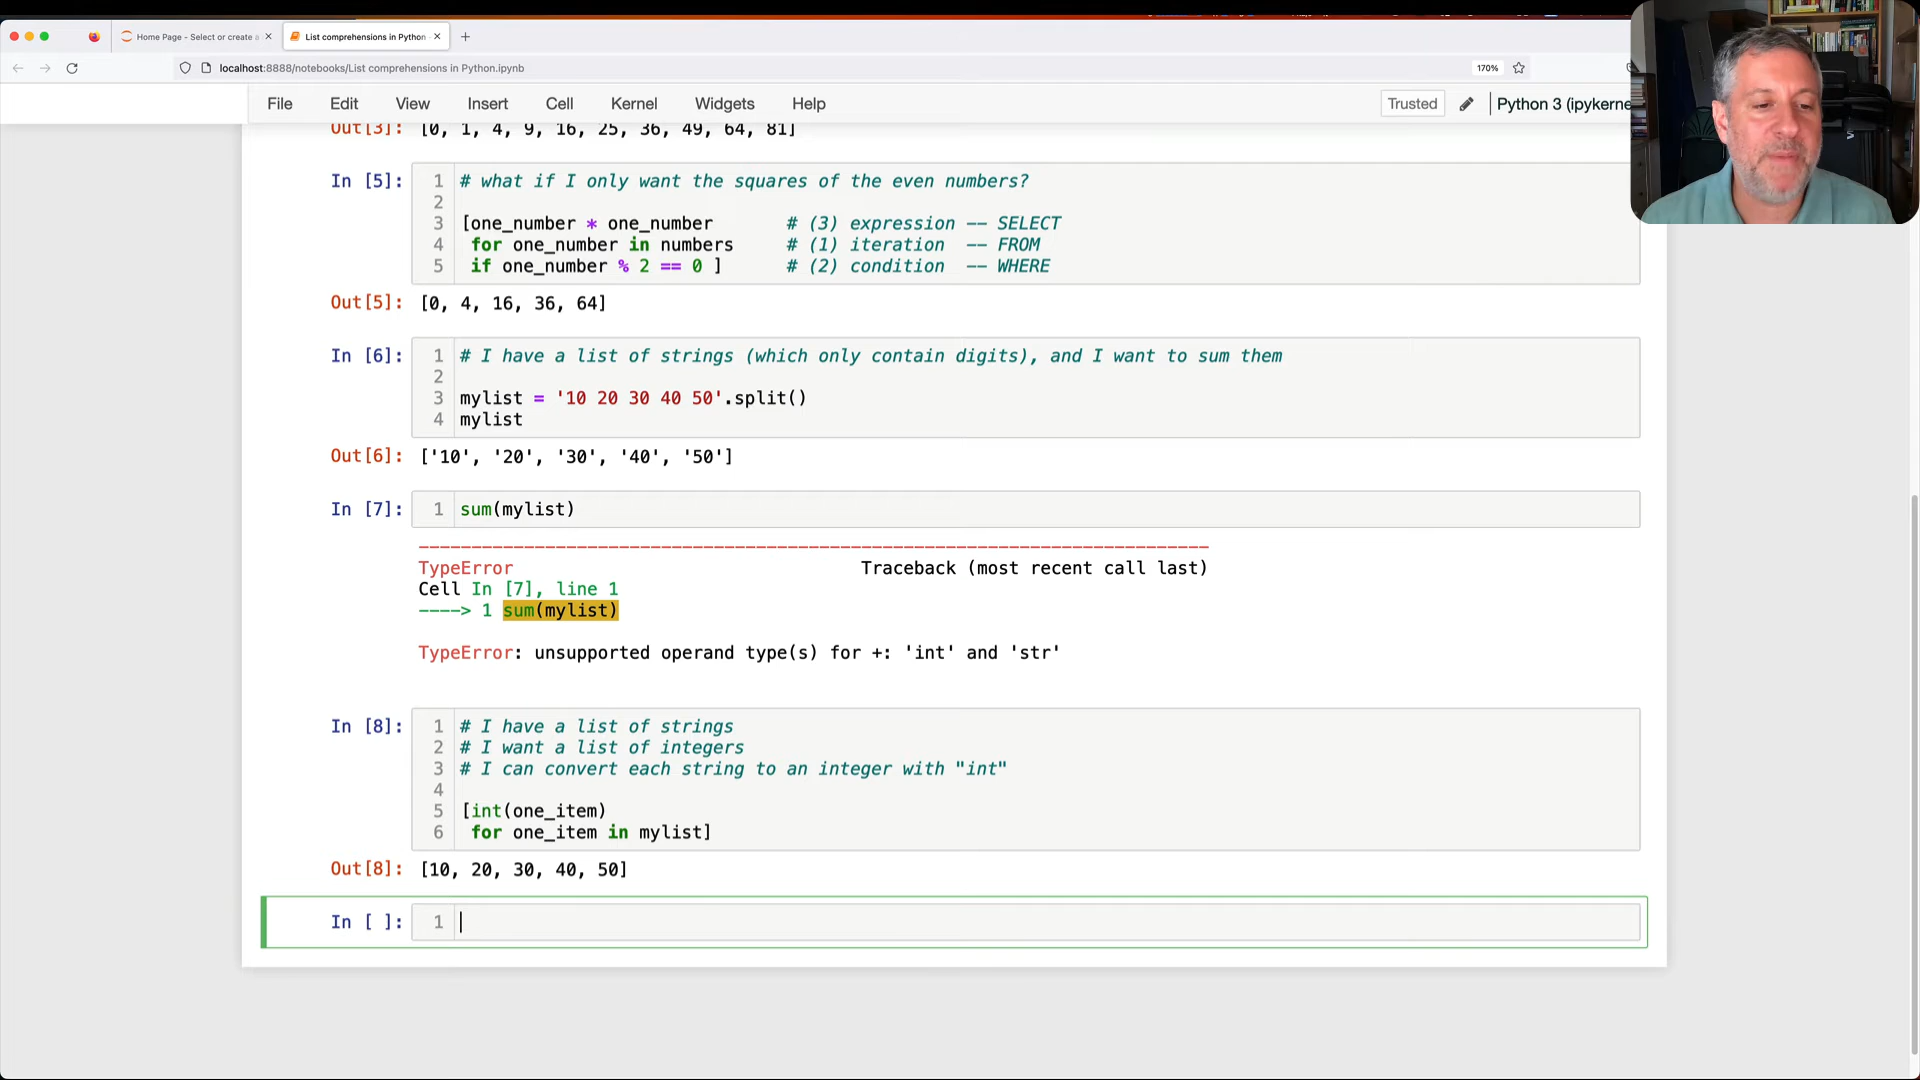 Home Page - Select or create a
List comprehensions in Python
localhost:8888/notebooks/List comprehensions in Python.ipynb
170%
File Edit View Insert Cell Kernel Widgets Help
Trusted
Python 3 (ipykerne
Out[3]: [0, 1, 4, 9, 16, 25, 36, 49, 64, 81]
In [5]: 1 # what if I only want the squares of the even numbers?
2
3 [one_number * one_number # (3) expression -- SELECT
4 for one_number in numbers # (1) iteration -- FROM
5 if one_number % 2 == 0 ] # (2) condition -- WHERE
Out[5]: [0, 4, 16, 36, 64]
In [6]: 1 # I have a list of strings (which only contain digits), and I want to sum them
2
3 mylist = '10 20 30 40 50'.split()
4 mylist
Out[6]: ['10', '20', '30', '40', '50']
In [7]: 1 sum(mylist)
---------------------------------------------------------------------------
TypeError Traceback (most recent call last)
Cell In [7], line 1
----> 1 sum(mylist)
TypeError: unsupported operand type(s) for +: 'int' and 'str'
In [8]: 1 # I have a list of strings
2 # I want a list of integers
3 # I can convert each string to an integer with "int"
4
5 [int(one_item)
6 for one_item in mylist]
Out[8]: [10, 20, 30, 40, 50]
In [ ]: 1